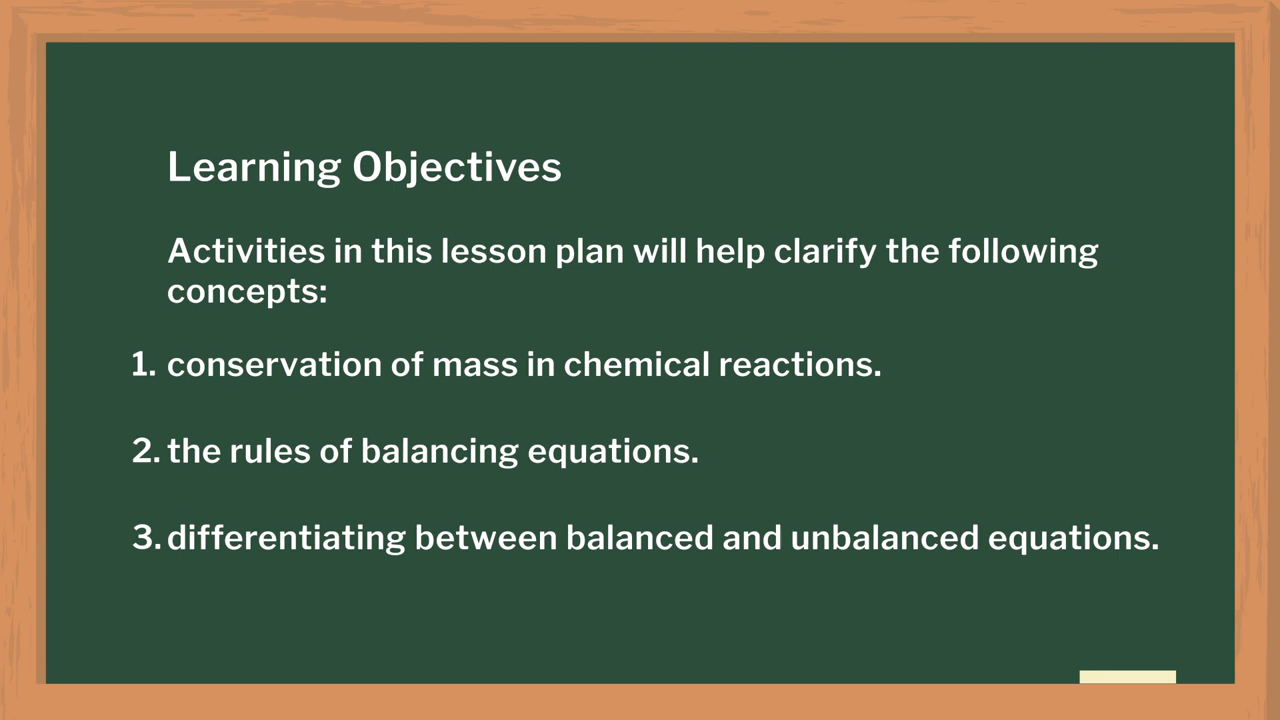 Learning Objectives
Activities in this lesson plan will help clarify the following
concepts:
1. conservation of mass in chemical reactions.
2. the rules of balancing equations.
3. differentiating between balanced and unbalanced equations.